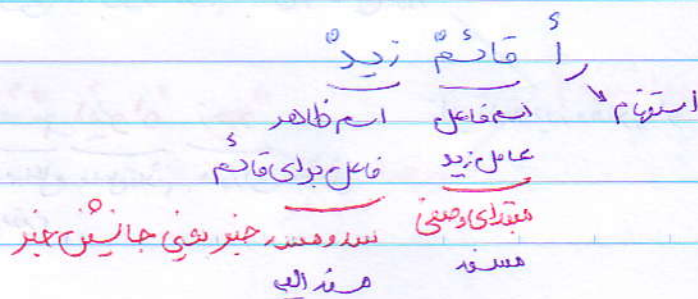 أ قائمٌ زیدٌ
استفهام اسم فاعل اسم ظاهر
عامل زید فاعل برای قائم
مبتدای وصفی سد و مسد خبر یعنی جانشین خبر
مسند مسند الیه